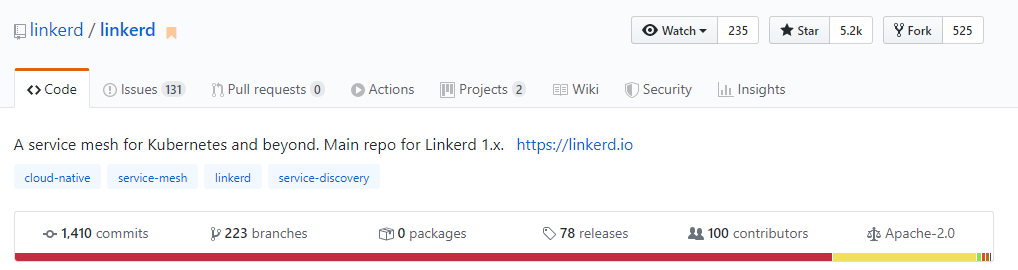 linkerd / linkerd Watch 235 Star 5.2k Fork 525
Code Issues 131 Pull requests 0 Actions Projects 2 Wiki Security Insights
A service mesh for Kubernetes and beyond. Main repo for Linkerd 1.x. https://linkerd.io
cloud-native service-mesh linkerd service-discovery
1,410 commits 223 branches 0 packages 78 releases 100 contributors Apache-2.0